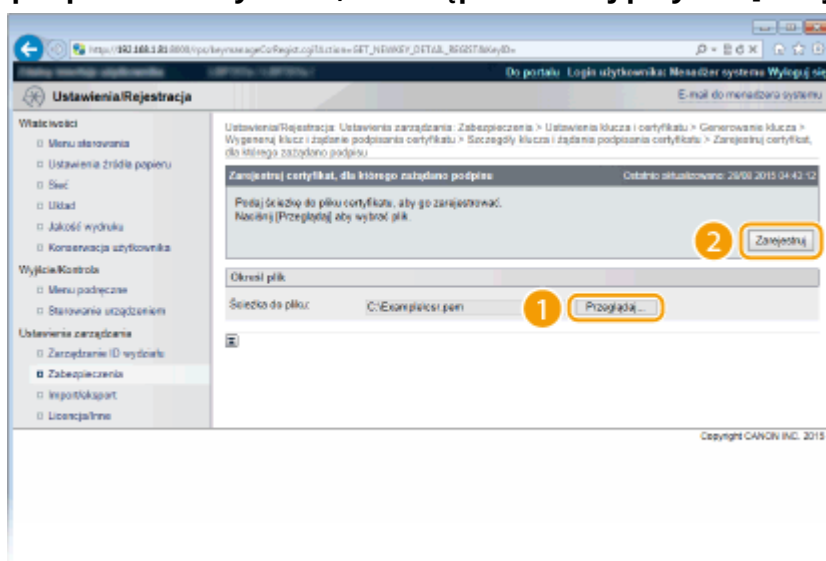 192.168.1.81
Do portalu Login użytkownika: Menedżer systemu Wyloguj się
Ustawienia/Rejestracja
E-mail do menedżera systemu
Właściwości
Menu sterowania
Ustawienia źródła papieru
Sieć
Układ
Jakość wydruku
Konserwacja użytkownika
Wyjście/Kontrola
Menu podręczne
Sterowanie urządzeniem
Ustawienia zarządzania
Zarządzanie ID wydziału
Zabezpieczenia
Import/eksport
Licencja/Inne
Ustawienia/Rejestracja: Ustawienia zarządzania: Zabezpieczenia > Ustawienia klucza i certyfikatu > Generowanie klucza >
Wygeneruj klucz i żądanie podpisania certyfikatu > Szczegóły klucza i żądania podpisania certyfikatu > Zarejestruj certyfikat,
dla którego zażądano podpisu
Zarejestruj certyfikat, dla którego zażądano podpisu
Ostatnio aktualizowano: 2015 04:43:12
Podaj ścieżkę do pliku certyfikatu, aby go zarejestrować.
Naciśnij [Przeglądaj] aby wybrać plik.
2
Zarejestruj
Określ plik
Ścieżka do pliku:
C:\Example\csr.pem
1
Przeglądaj...
Copyright CANON INC. 2015